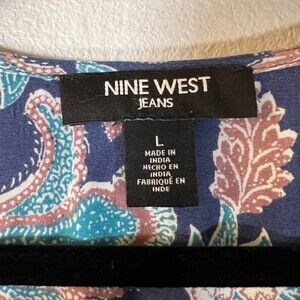 NINE WEST
JEANS
L
MADE IN
INDIA
HECHO EN
INDIA
FABRIQUÉ EN
INDE